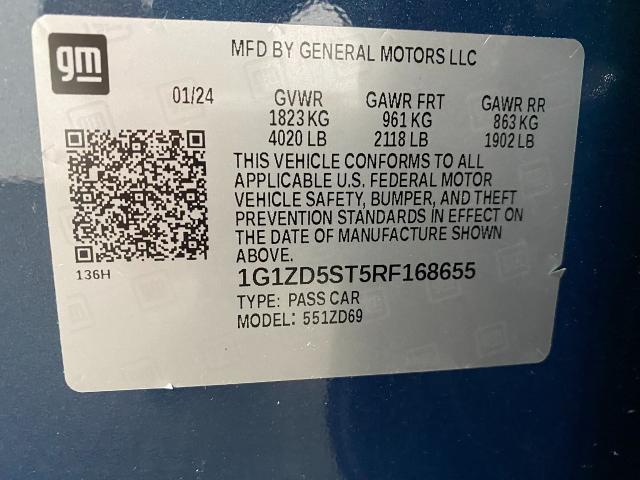 gm
MFD BY GENERAL MOTORS LLC
01/24 GVWR GAWR FRT GAWR RR
1823 KG 961 KG 863 KG
4020 LB 2118 LB 1902 LB
THIS VEHICLE CONFORMS TO ALL
APPLICABLE U.S. FEDERAL MOTOR
VEHICLE SAFETY, BUMPER, AND THEFT
PREVENTION STANDARDS IN EFFECT ON
THE DATE OF MANUFACTURE SHOWN
ABOVE.
136H
1G1ZD5ST5RF168655
TYPE: PASS CAR
MODEL: 551ZD69